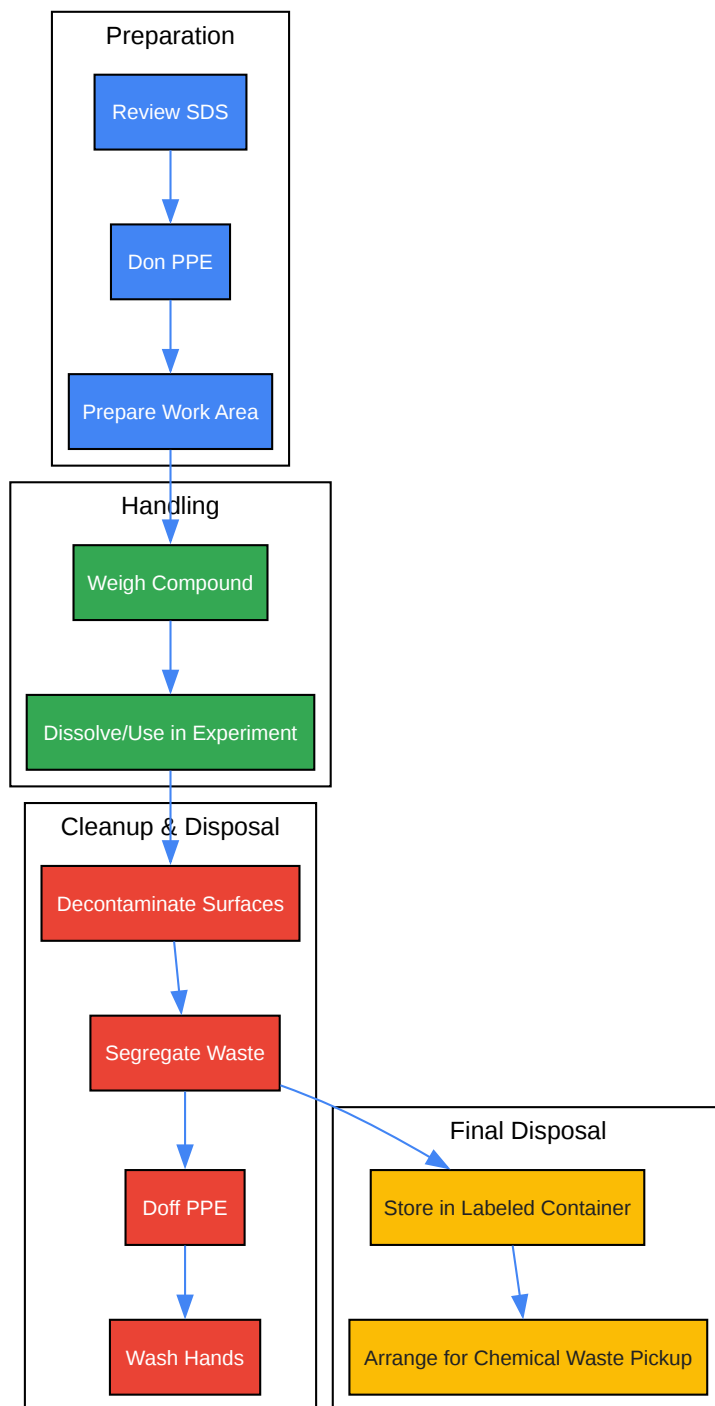 Preparation
Review SDS
Don PPE
Prepare Work Area
Handling
Weigh Compound
Dissolve/Use in Experiment
Cleanup & Disposal
Decontaminate Surfaces
Segregate Waste
Doff PPE
Wash Hands
Final Disposal
Store in Labeled Container
Arrange for Chemical Waste Pickup